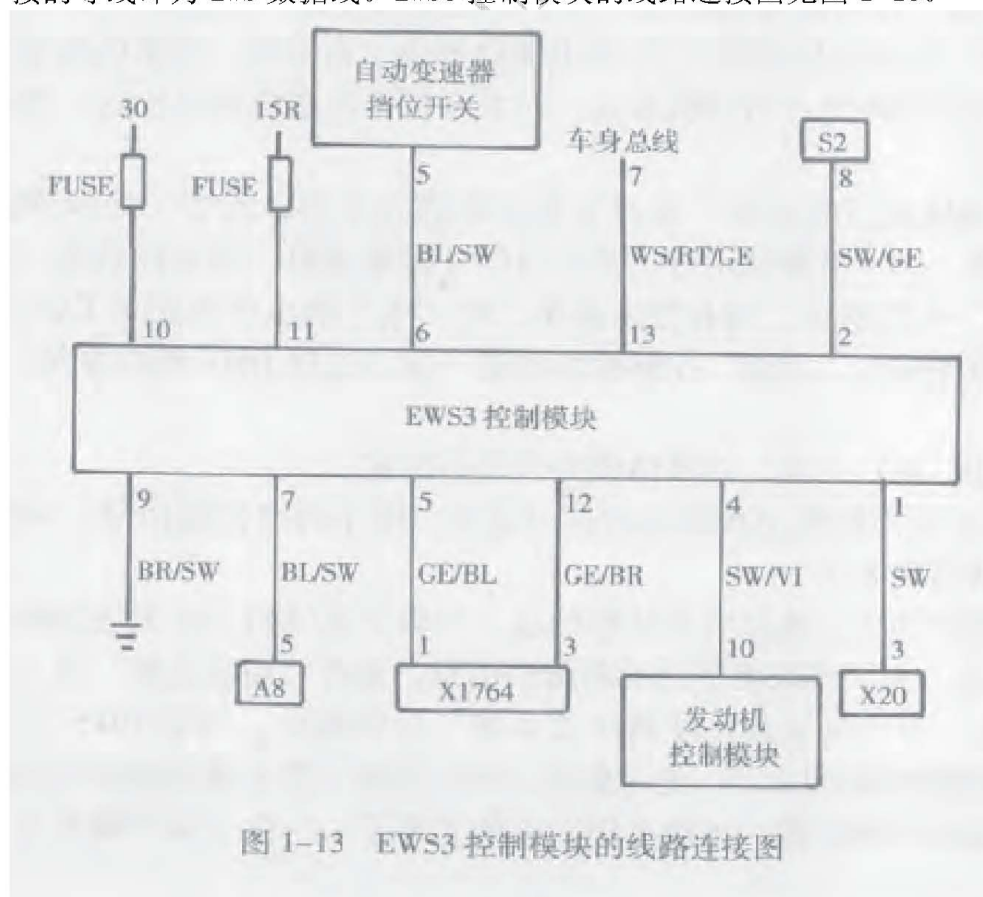 自动变速器
挡位开关
30
15R
车身总线
S2
FUSE
FUSE
5
7
8
BL/SW
WS/RT/GE
SW/GE
10
11
6
13
2
EWS3 控制模块
9
7
5
12
4
1
BR/SW
BL/SW
GE/BL
GE/BR
SW/VI
SW
5
1
3
10
3
A8
X1764
X20
发动机
控制模块
图 1-13 EWS3 控制模块的线路连接图